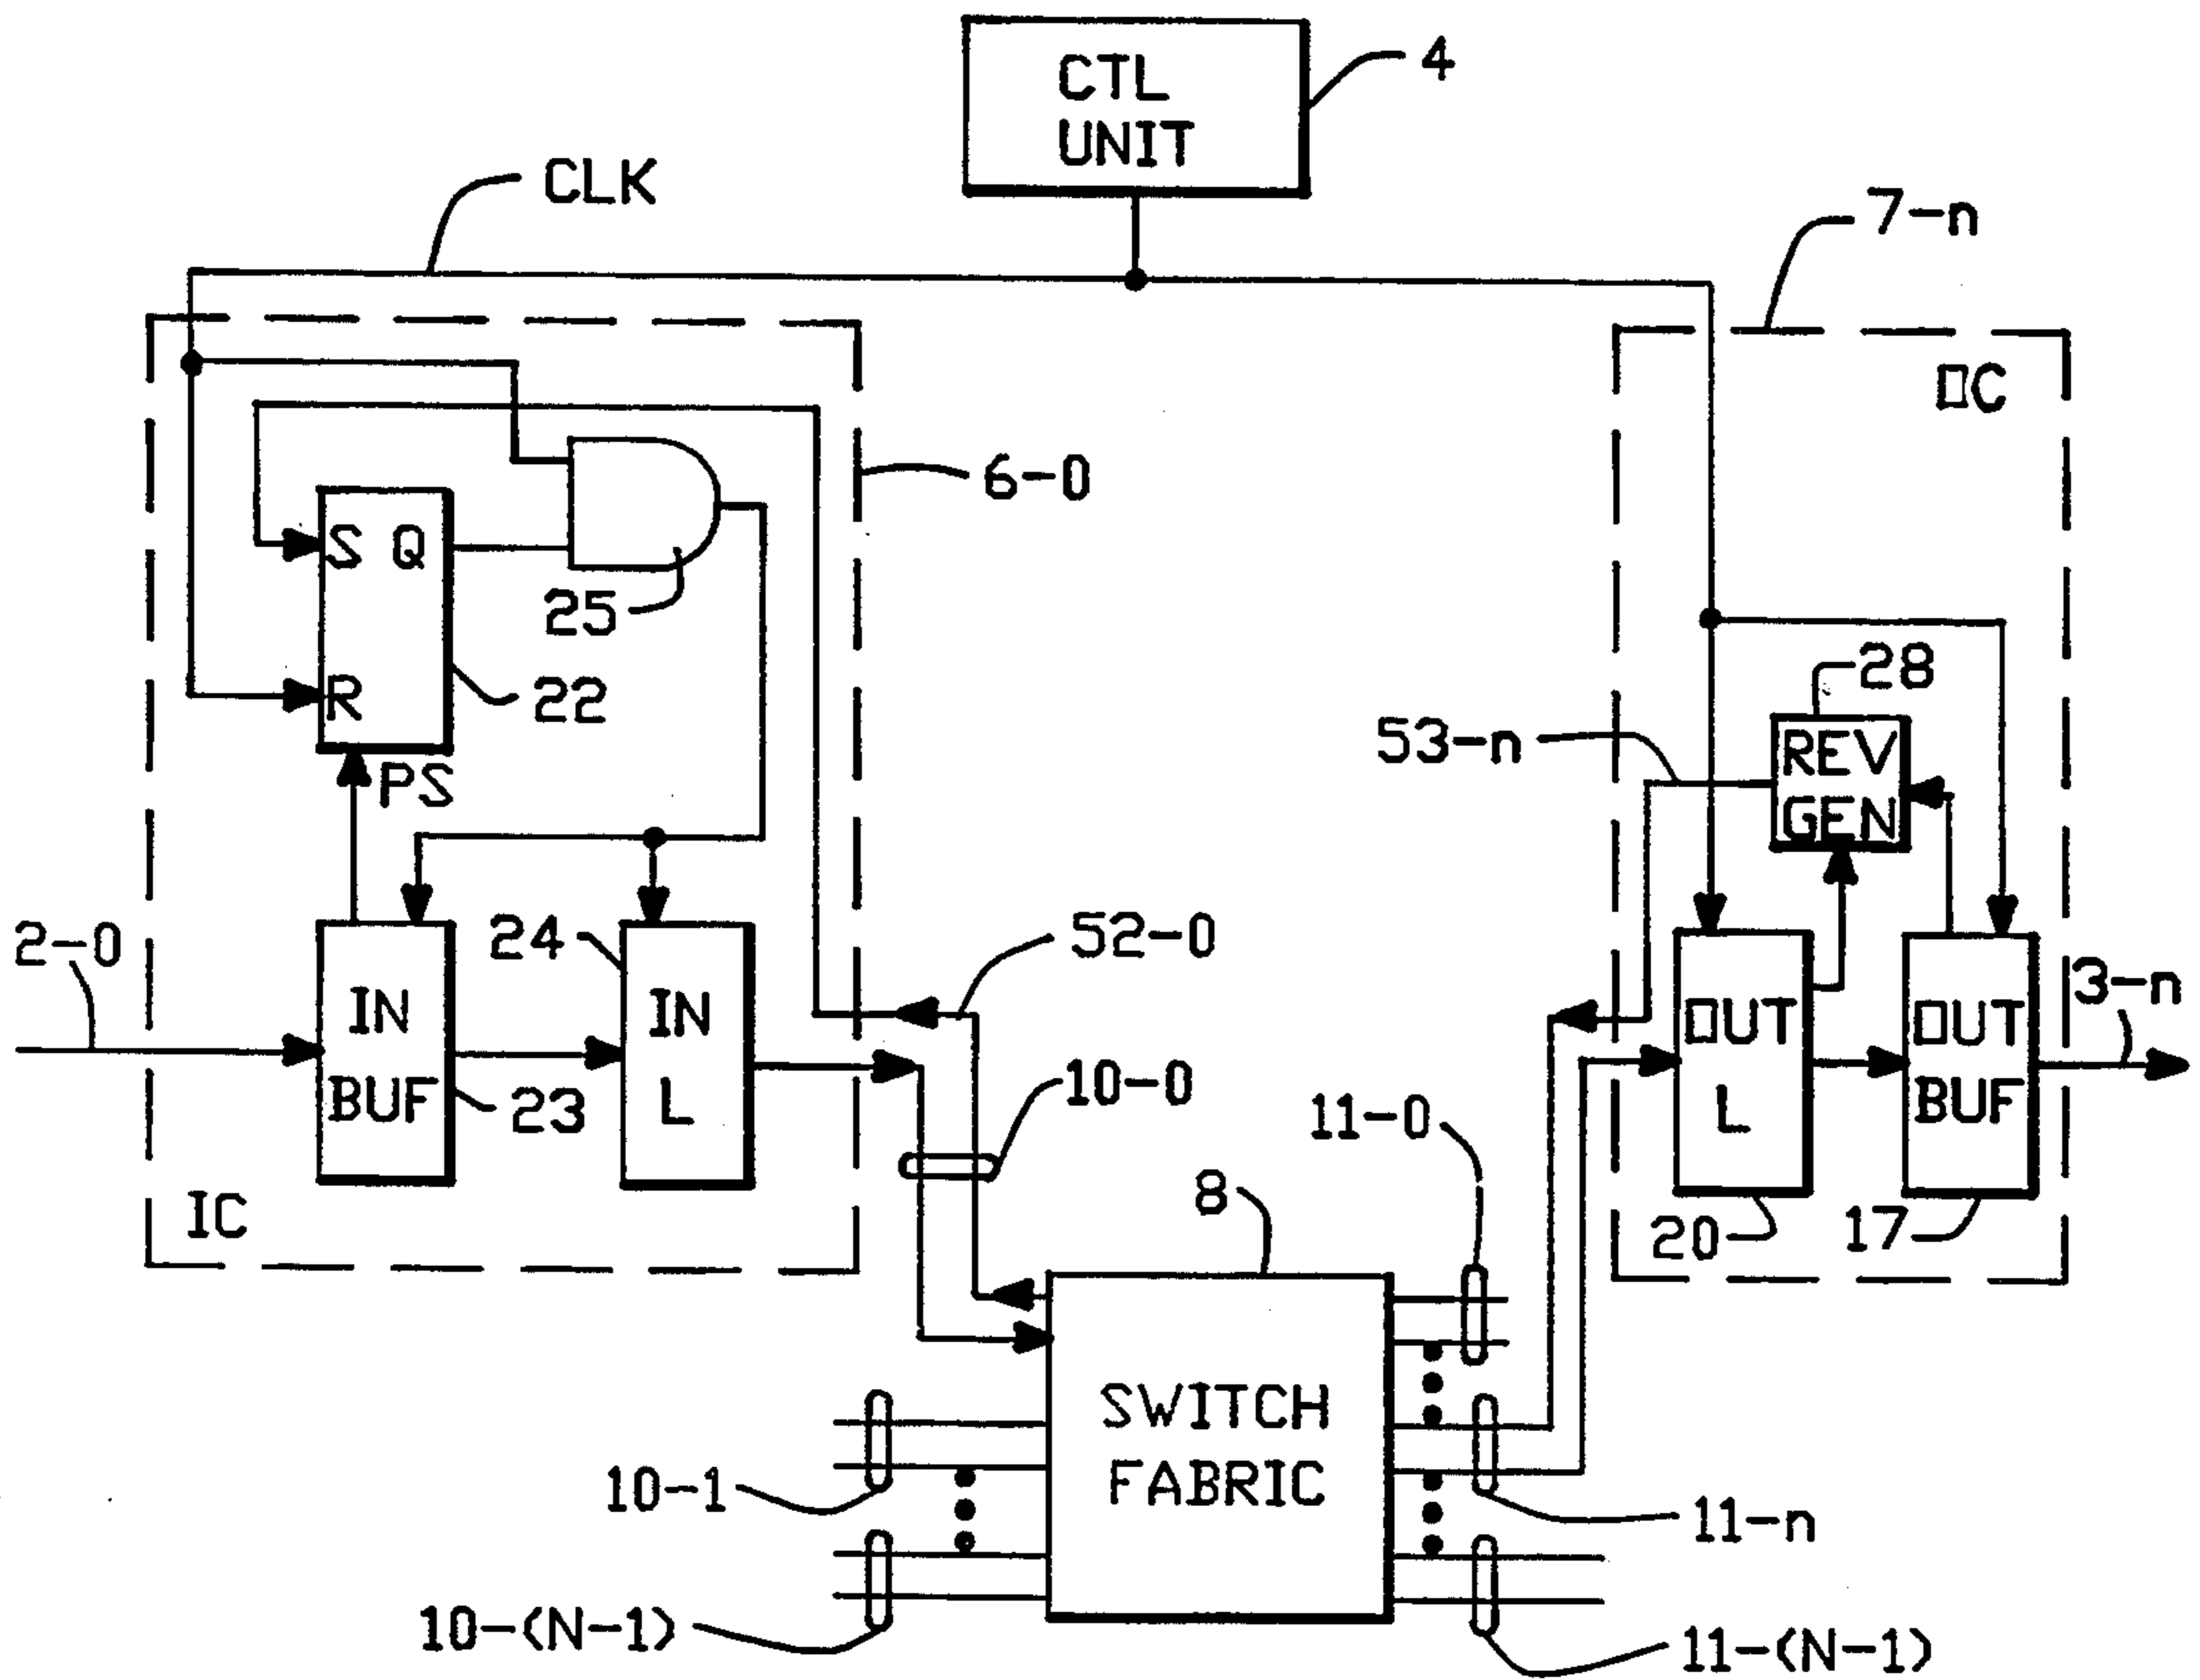 CTL
UNIT
4
CLK
7-n
OC
6-0
S Q
25
28
R
22
53-n
REV
GEN
PS
2-0
24
52-0
3-n
IN
BUF
IN
L
OUT
L
OUT
BUF
23
10-0
11-0
8
IC
20
17
SWITCH
FABRIC
10-1
11-n
10-(N-1)
11-(N-1)